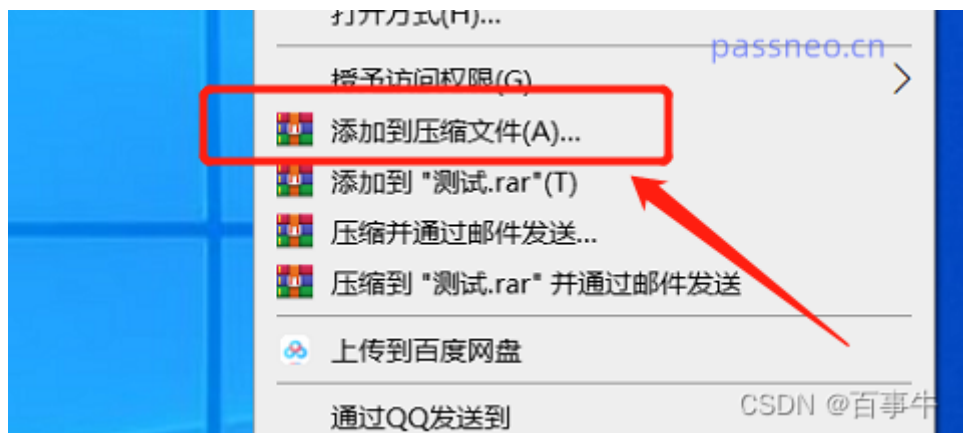 打开方式(H)...
passneo.cn
授予访问权限(G)
添加到压缩文件(A)...
添加到 "测试.rar"(T)
压缩并通过邮件发送...
压缩到 "测试.rar" 并通过邮件发送
上传到百度网盘
通过QQ发送到
CSDN @百事牛